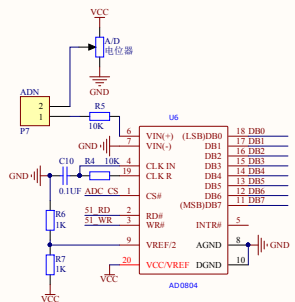 VCC
A/D
电位器
GND
ADN
2
1
P7
R5
10K
U6
6 VIN(+) (LSB)DB0 18 DB0
7 VIN(-) DB1 17 DB1
GND
DB2 16 DB2
C10 R4 10K
4 CLK IN DB3 15 DB3
GND
0.1UF
19 CLK R DB4 14 DB4
DB5 13 DB5
ADC_CS 1 CS# DB6 12 DB6
(MSB)DB7 11 DB7
51_RD 2 RD#
51_WR 3 WR# INTR# 5
R6
1K
9 VREF/2 AGND 8
GND
R7
1K
20 VCC/VREF DGND 10
VCC
VCC
AD0804